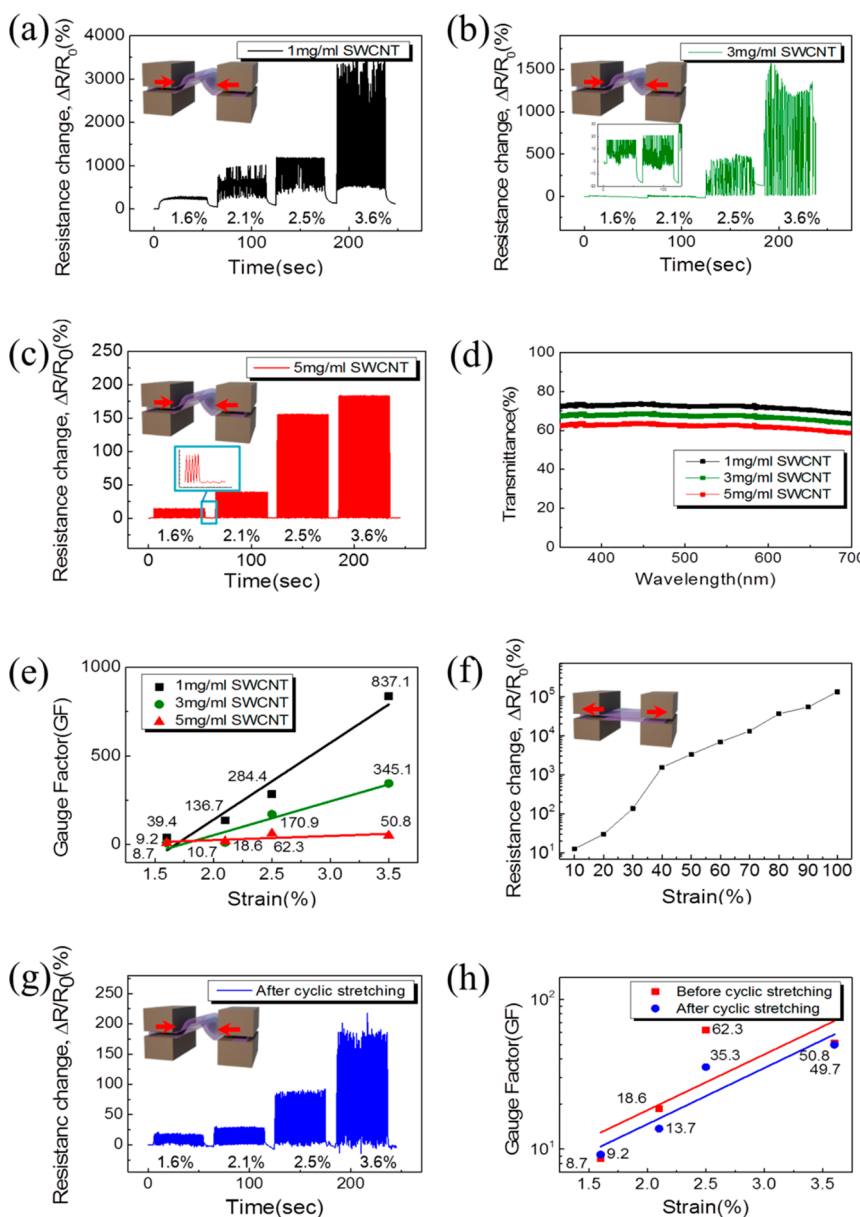 (a)
Resistance change, ΔR/R0(%)
4000
3000
2000
1000
0
1mg/ml SWCNT
1.6% 2.1% 2.5% 3.6%
0 100 200
Time(sec)
(b)
Resistance change, ΔR/R0(%)
1500
1000
500
0
3mg/ml SWCNT
1.6% 2.1% 2.5% 3.6%
0 100 200
Time(sec)
(c)
Resistance change, ΔR/R0(%)
250
200
150
100
50
0
5mg/ml SWCNT
1.6% 2.1% 2.5% 3.6%
0 100 200
Time(sec)
(d)
Transmittance(%)
100
80
60
40
20
0
1mg/ml SWCNT
3mg/ml SWCNT
5mg/ml SWCNT
400 500 600 700
Wavelength(nm)
(e)
Gauge Factor(GF)
1000
500
0
1mg/ml SWCNT
3mg/ml SWCNT
5mg/ml SWCNT
837.1
284.4
345.1
136.7
39.4
170.9
50.8
9.2
8.7
10.7
18.6
62.3
1.5 2.0 2.5 3.0 3.5
Strain(%)
(f)
Resistance change, ΔR/R0(%)
10^5
10^4
10^3
10^2
10^1
10 20 30 40 50 60 70 80 90 100
Strain(%)
(g)
Resistanc change, ΔR/R0(%)
250
200
150
100
50
0
After cyclic stretching
1.6% 2.1% 2.5% 3.6%
0 100 200
Time(sec)
(h)
Gauge Factor(GF)
10^2
10^1
Before cyclic stretching
After cyclic stretching
62.3
35.3
50.8
49.7
18.6
13.7
8.7
9.2
1.5 2.0 2.5 3.0 3.5
Strain(%)